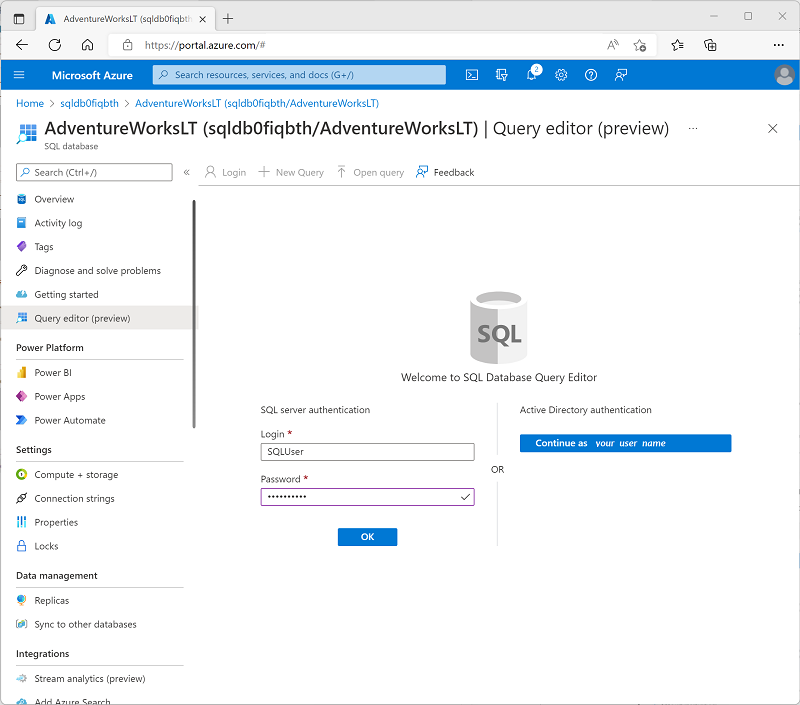 AdventureWorksLT (sqldb0fiqbth
https://portal.azure.com/#
Microsoft Azure
Search resources, services, and docs (G+/)
2
Home > sqldb0fiqbth > AdventureWorksLT (sqldb0fiqbth/AdventureWorksLT)
AdventureWorksLT (sqldb0fiqbth/AdventureWorksLT) | Query editor (preview) ...
SQL database
Search (Ctrl+/)
«
Login
New Query
Open query
Feedback
Overview
Activity log
Tags
Diagnose and solve problems
Getting started
Query editor (preview)
Power Platform
Power BI
Power Apps
Power Automate
Settings
Compute + storage
Connection strings
Properties
Locks
Data management
Replicas
Sync to other databases
Integrations
Stream analytics (preview)
Add Azure Search
SQL
Welcome to SQL Database Query Editor
SQL server authentication
Login *
SQLUser
Password *
••••••••••
OK
OR
Active Directory authentication
Continue as your user name